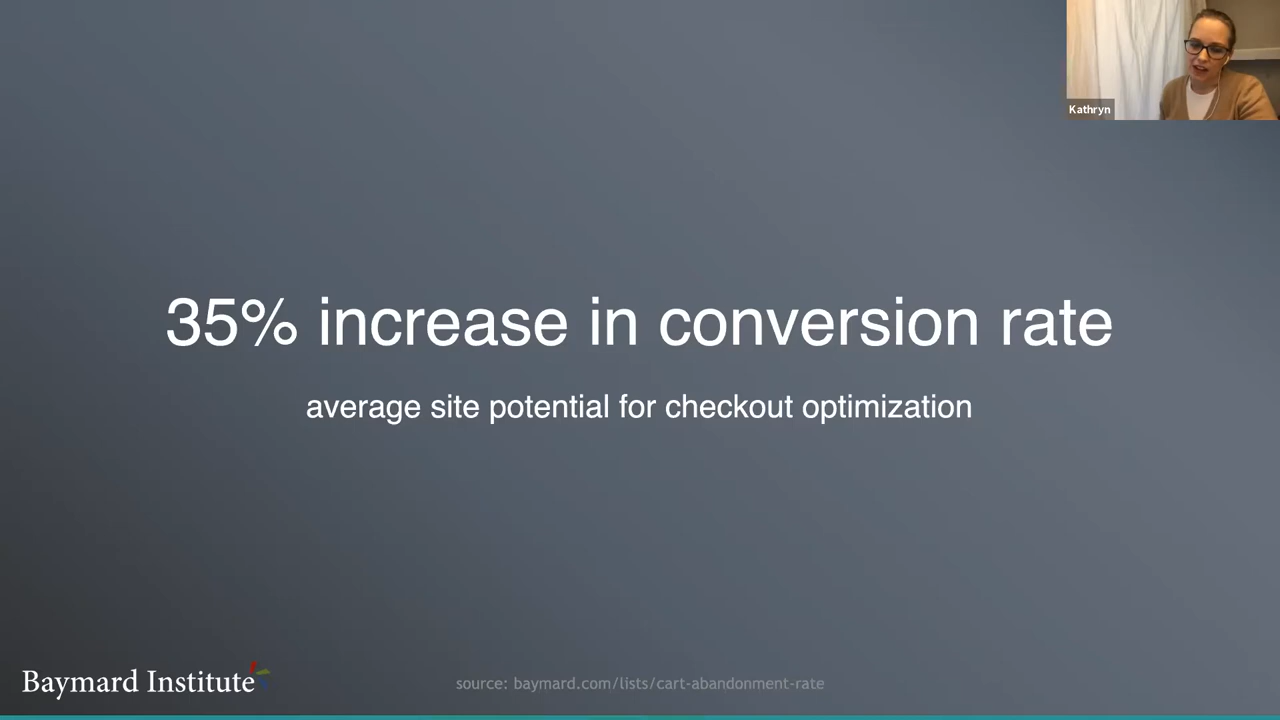 Kathryn
35% increase in conversion rate
average site potential for checkout optimization
Baymard Institute
source: baymard.com/lists/cart-abandonment-rate